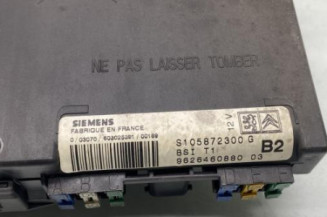 NE PAS LAISSER TOMBER
SIEMENS
FABRIQUE EN FRANCE
12V
S105872300 G
BSI T1
B2
9626460880 03